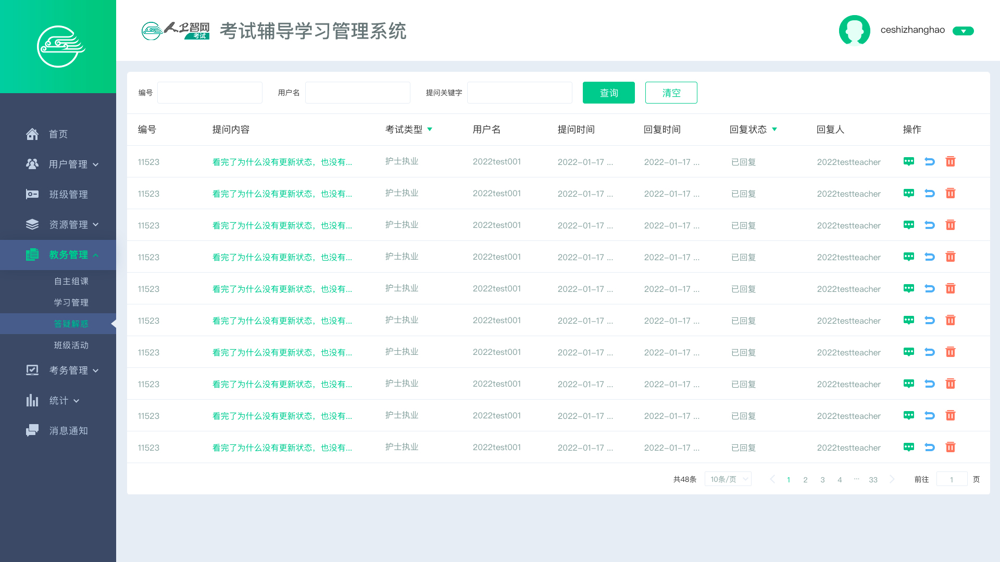 人卫智网
考试
考试辅导学习管理系统
ceshizhanghao
首页
用户管理
班级管理
资源管理
教务管理
自主组课
学习管理
答疑解惑
班级活动
考务管理
统计
消息通知
编号
用户名
提问关键字
查询
清空
编号 提问内容 考试类型 用户名 提问时间 回复时间 回复状态 回复人 操作
11523 看完了为什么没有更新状态，也没有... 护士执业 2022test001 2022-01-17 ... 2022-01-17 ... 已回复 2022testteacher
11523 看完了为什么没有更新状态，也没有... 护士执业 2022test001 2022-01-17 ... 2022-01-17 ... 已回复 2022testteacher
11523 看完了为什么没有更新状态，也没有... 护士执业 2022test001 2022-01-17 ... 2022-01-17 ... 已回复 2022testteacher
11523 看完了为什么没有更新状态，也没有... 护士执业 2022test001 2022-01-17 ... 2022-01-17 ... 已回复 2022testteacher
11523 看完了为什么没有更新状态，也没有... 护士执业 2022test001 2022-01-17 ... 2022-01-17 ... 已回复 2022testteacher
11523 看完了为什么没有更新状态，也没有... 护士执业 2022test001 2022-01-17 ... 2022-01-17 ... 已回复 2022testteacher
11523 看完了为什么没有更新状态，也没有... 护士执业 2022test001 2022-01-17 ... 2022-01-17 ... 已回复 2022testteacher
11523 看完了为什么没有更新状态，也没有... 护士执业 2022test001 2022-01-17 ... 2022-01-17 ... 已回复 2022testteacher
11523 看完了为什么没有更新状态，也没有... 护士执业 2022test001 2022-01-17 ... 2022-01-17 ... 已回复 2022testteacher
11523 看完了为什么没有更新状态，也没有... 护士执业 2022test001 2022-01-17 ... 2022-01-17 ... 已回复 2022testteacher
共48条 10条/页 1 2 3 4 ... 33 前往 1 页